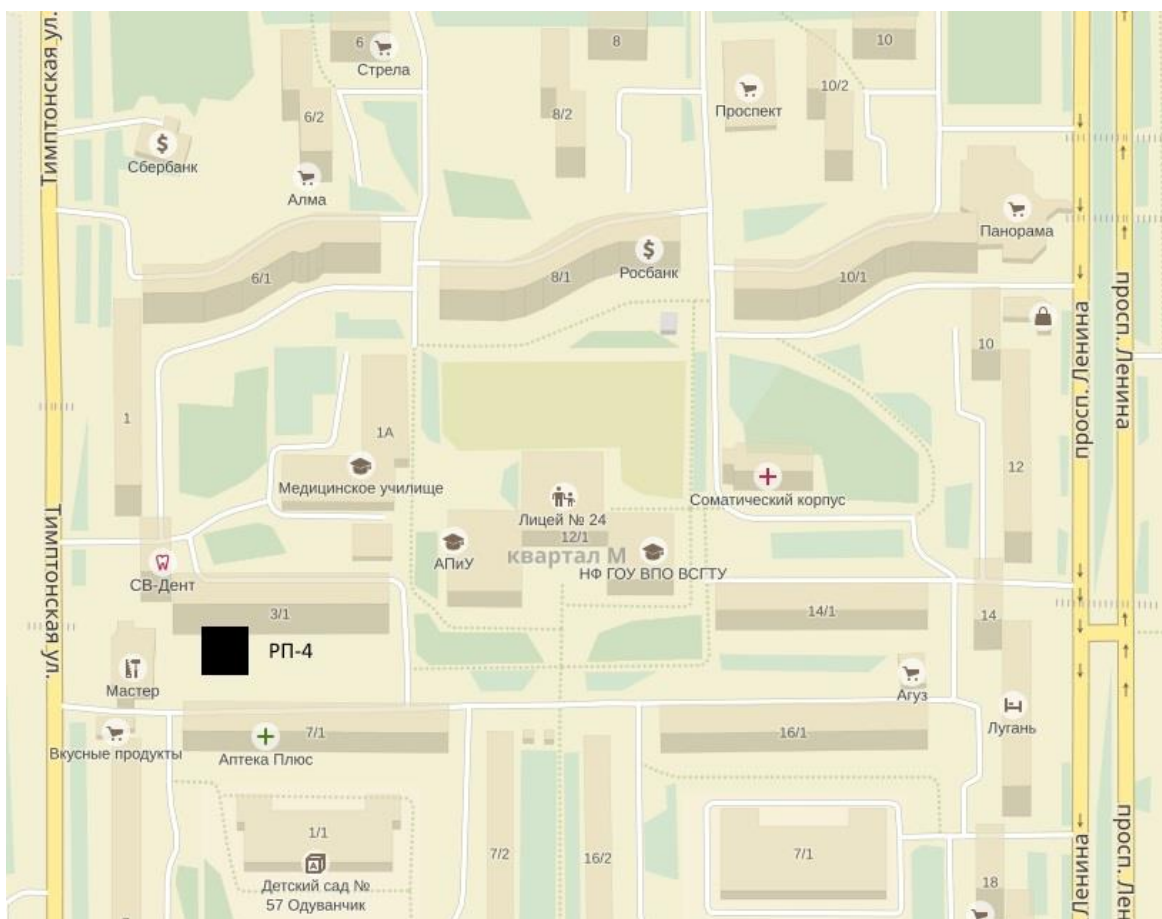 Тимптонская ул.
6
Стрела
8
10
6/2
8/2
10/2
Проспект
Сбербанк
Алма
Панорама
6/1
8/1
Росбанк
10/1
просп. Ленина
просп. Ленина
10
1
1А
12
Медицинское училище
Соматический корпус
Лицей № 24
12/1
Тимптонская ул.
АПиУ
квартал М
НФ ГОУ ВПО ВСГТУ
СВ-Дент
3/1
14/1
14
РП-4
Мастер
Агуз
Лугань
Вкусные продукты
7/1
Аптека Плюс
16/1
1/1
7/2
16/2
7/1
Детский сад №
57 Одуванчик
18
Ленина
просп. Лен